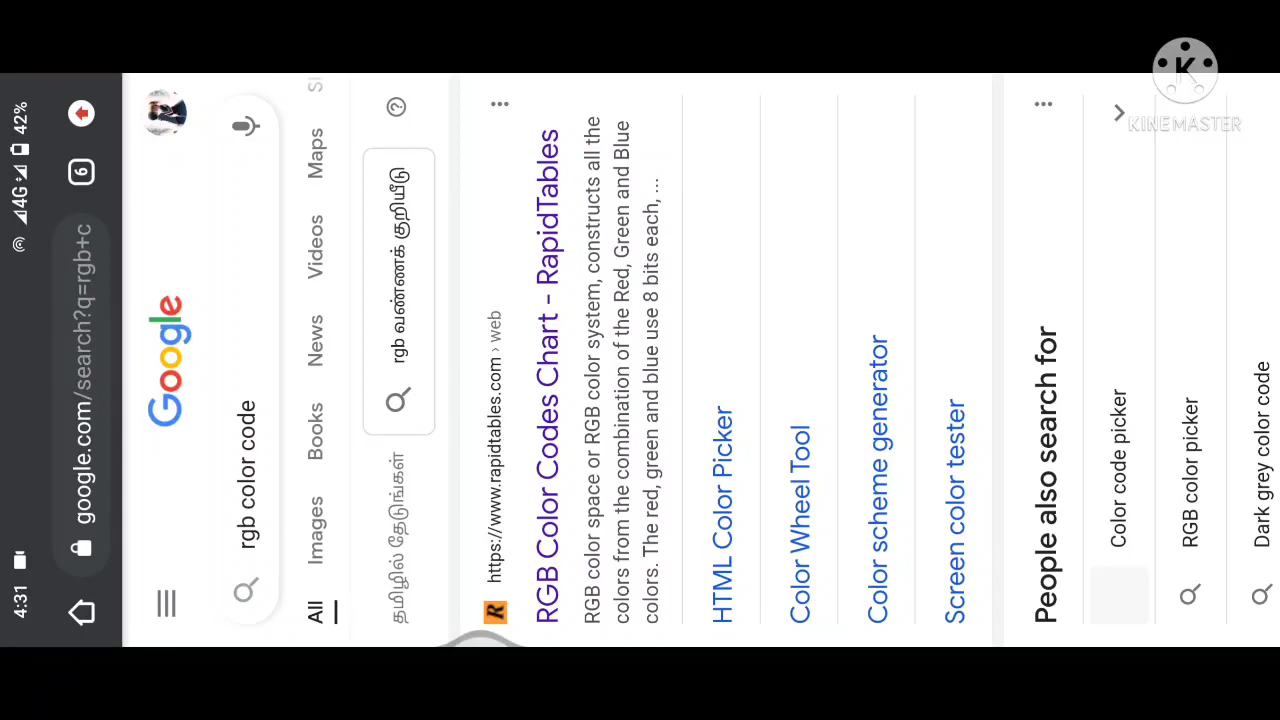 4:31
4G 42%
google.com/search?q=rgb+c
6
Google
rgb color code
All Images Books News Videos Maps
தமிழில் தேடுங்கள்
rgb வண்ணக் குறியீடு
https://www.rapidtables.com › web
RGB Color Codes Chart - RapidTables
RGB color space or RGB color system, constructs all the
colors from the combination of the Red, Green and Blue
colors. The red, green and blue use 8 bits each, ...
HTML Color Picker
Color Wheel Tool
Color scheme generator
Screen color tester
People also search for
Color code picker
RGB color picker
Dark grey color code
K
KINEMASTER